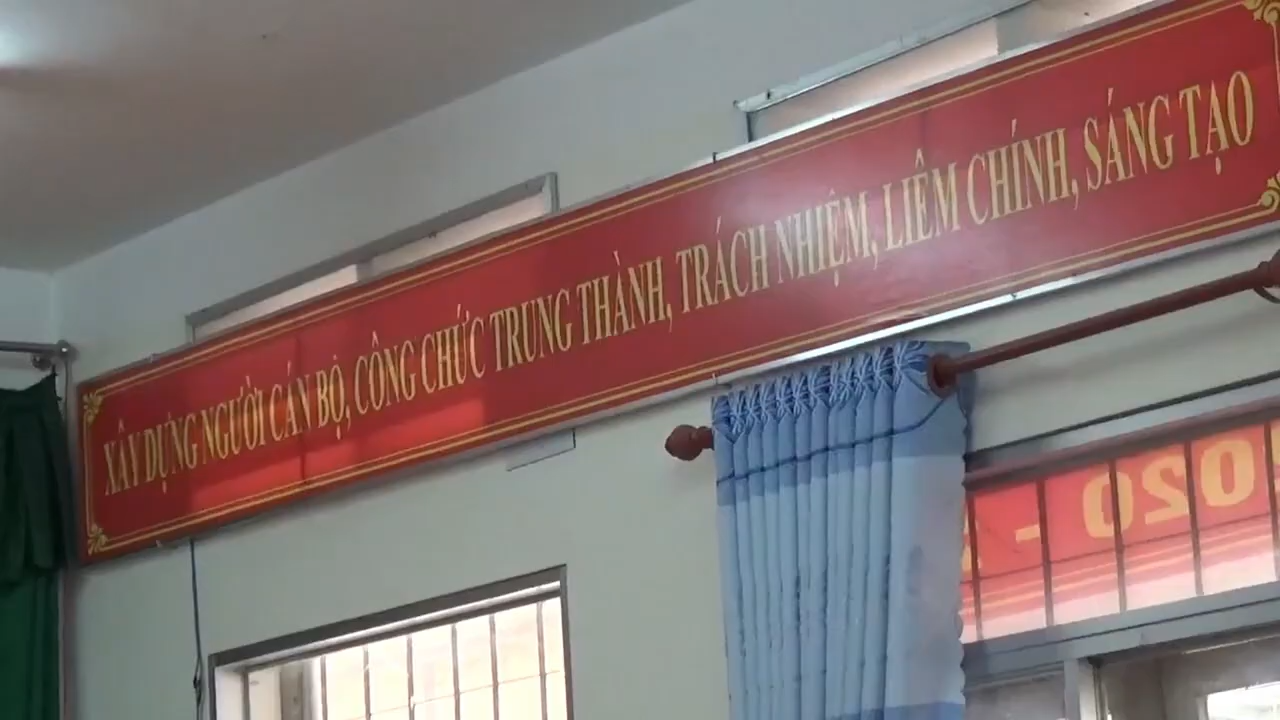 XÂY DỰNG NGƯỜI CÁN BỘ, CÔNG CHỨC TRUNG THÀNH, TRÁCH NHIỆM, LIÊM CHÍNH, SÁNG TẠO
2020 -